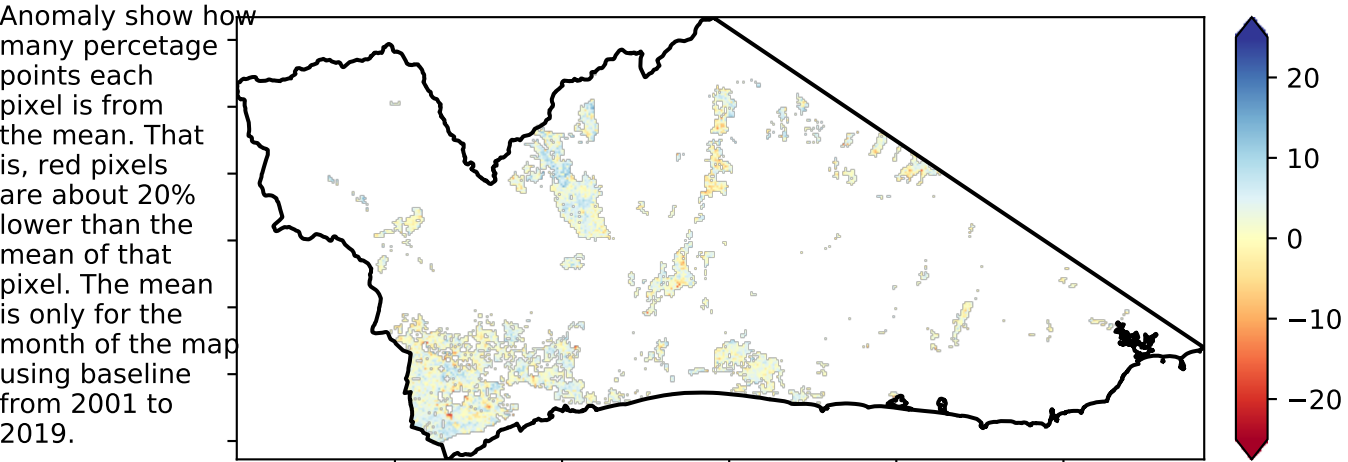 Anomaly show how
many percetage
points each
pixel is from
the mean. That
is, red pixels
are about 20%
lower than the
mean of that
pixel. The mean
is only for the
month of the map
using baseline
from 2001 to
2019.
20
10
0
−10
−20